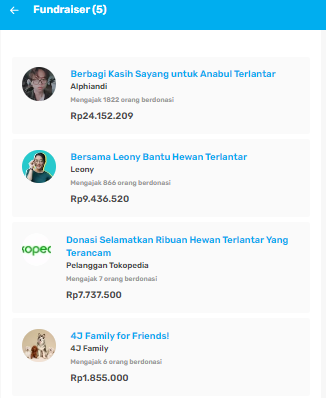 Fundraiser (5)
Berbagi Kasih Sayang untuk Anabul Terlantar
Alphiandi
Mengajak 1822 orang berdonasi
Rp24.152.209
Bersama Leony Bantu Hewan Terlantar
Leony
Mengajak 866 orang berdonasi
Rp9.436.520
oped
Donasi Selamatkan Ribuan Hewan Terlantar Yang
Terancam
Pelanggan Tokopedia
Mengajak 7 orang berdonasi
Rp7.737.500
4J Family for Friends!
4J Family
Mengajak 6 orang berdonasi
Rp1.855.000